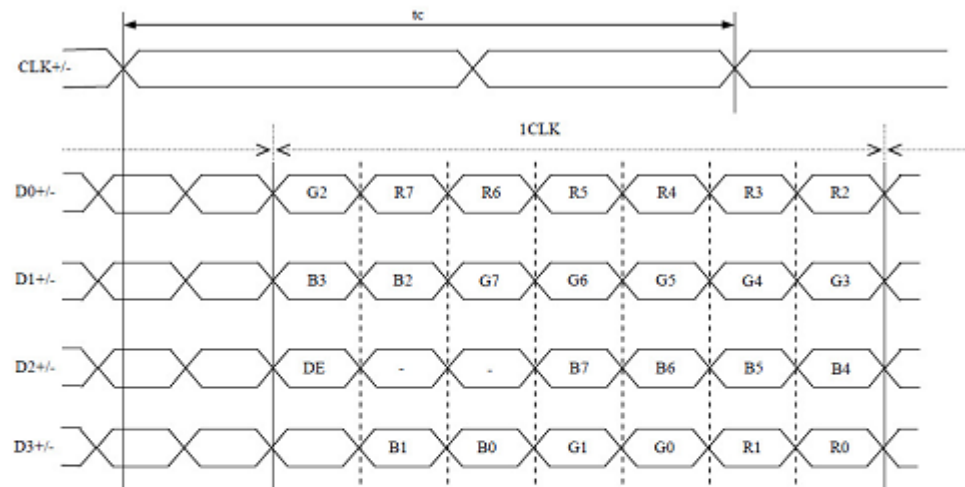 tc
CLK+/-
1CLK
D0+/- G2 R7 R6 R5 R4 R3 R2
D1+/- B3 B2 G7 G6 G5 G4 G3
D2+/- DE - - B7 B6 B5 B4
D3+/- B1 B0 G1 G0 R1 R0